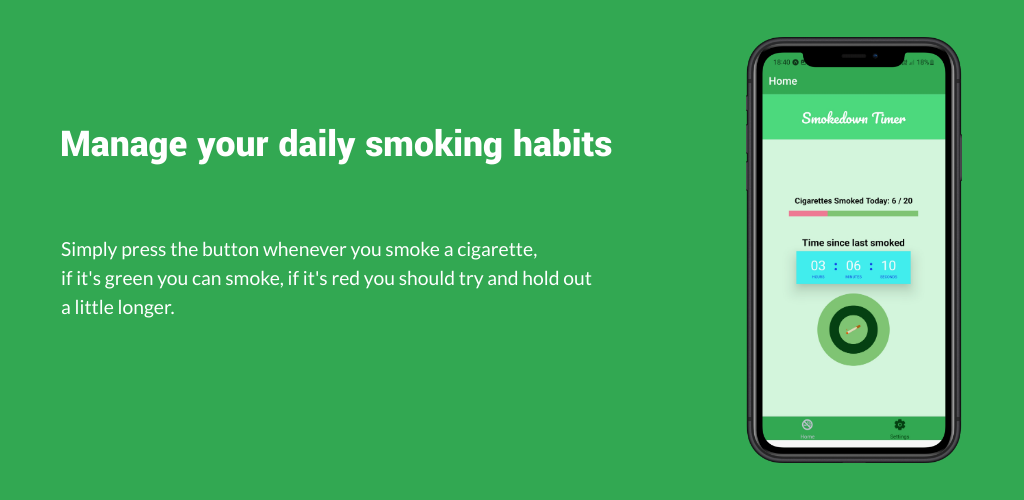 Manage your daily smoking habits
Simply press the button whenever you smoke a cigarette,
if it's green you can smoke, if it's red you should try and hold out
a little longer.
18:40 18%
Home
Smokedown Timer
Cigarettes Smoked Today: 6 / 20
Time since last smoked
03 : 06 : 10
HOURS MINUTES SECONDS
Home Settings